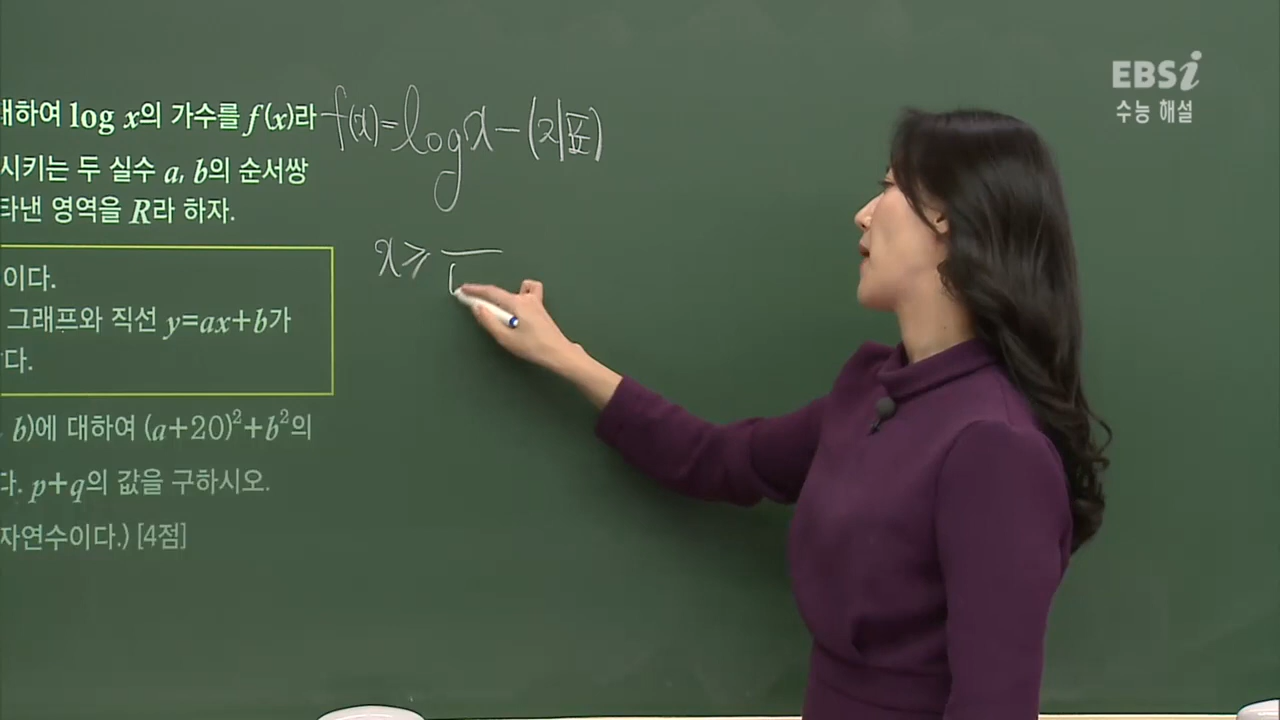 EBSi
수능 해설
대하여 log x의 가수를 f(x)라
시키는 두 실수 a, b의 순서쌍
타낸 영역을 R라 하자.
이다.
그래프와 직선 y=ax+b가
다.
b)에 대하여 (a+20)²+b²의
다. p+q의 값을 구하시오.
자연수이다.) [4점]
f(x)=log x-(지표)
x≥